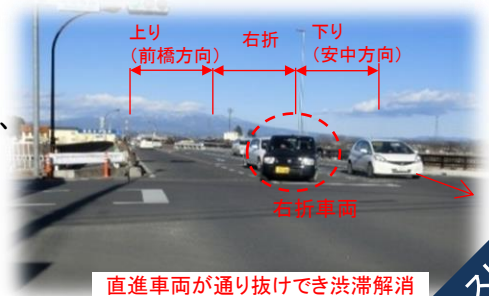 上り
（前橋方向）
右折
下り
（安中方向）
、
右折車両
直進車両が通り抜けでき渋滞解消